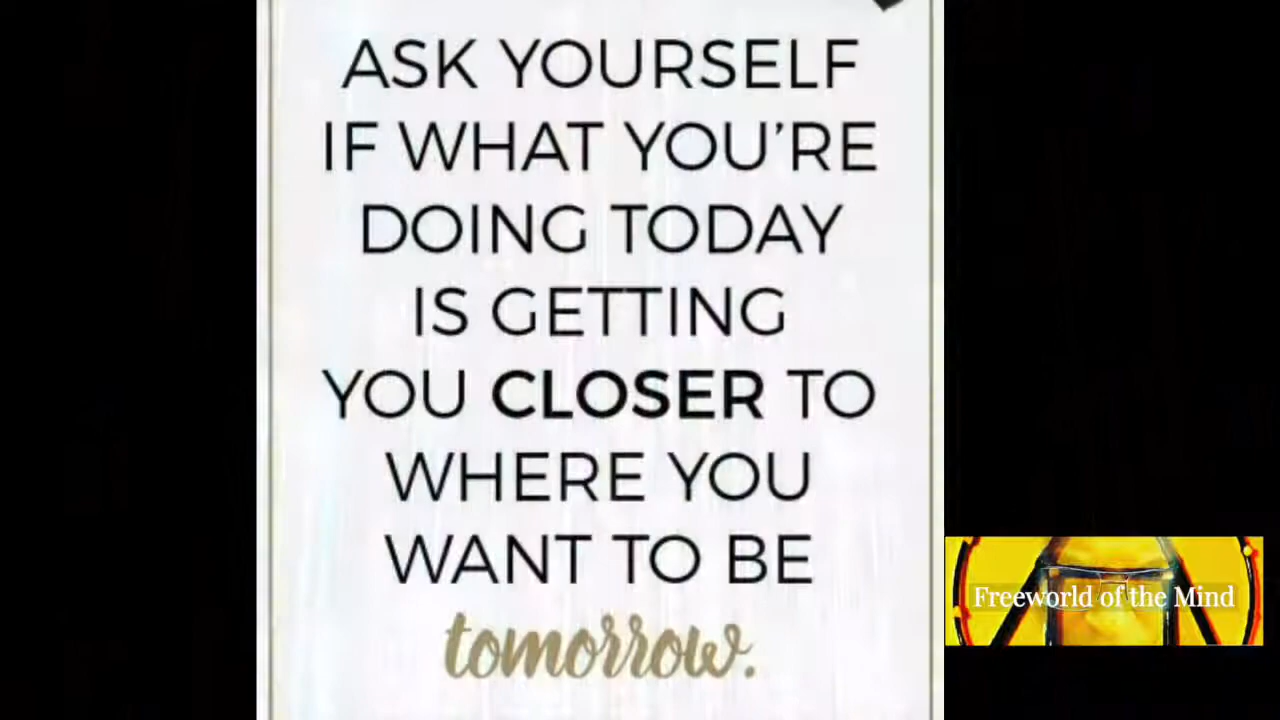 ASK YOURSELF
IF WHAT YOU’RE
DOING TODAY
IS GETTING
YOU CLOSER TO
WHERE YOU
WANT TO BE
tomorrow.
Freeworld of the Mind